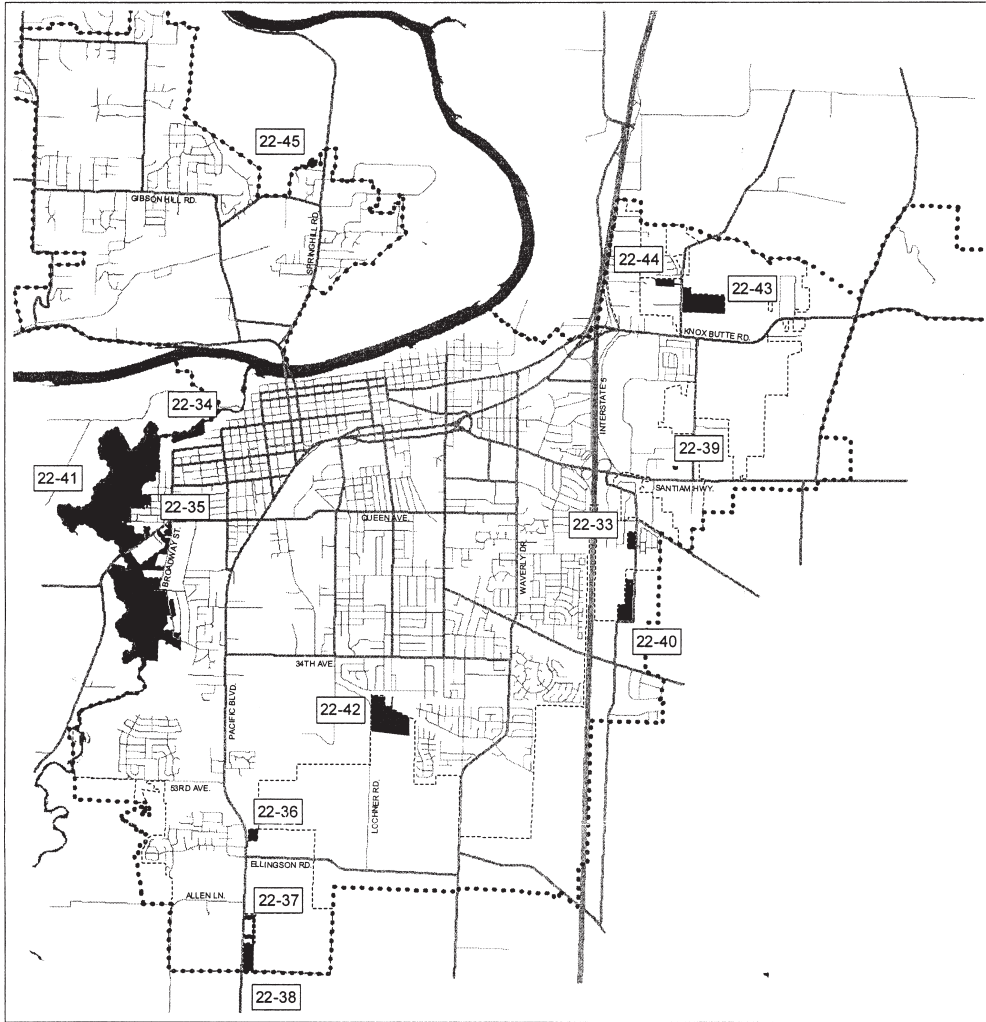 22-45
GIBSON HILL RD.
SPRINGHILL RD.
22-44
22-43
KNOX BUTTE RD.
INTERSTATE 5
22-34
22-39
22-41
SANTIAM HWY.
22-35
QUEEN AVE.
22-33
BROADWAY ST.
WAVERLY DR.
22-40
34TH AVE.
PACIFIC BLVD.
22-42
53RD AVE.
LOCHNER RD.
22-36
ELLINGSON RD.
ALLEN LN.
22-37
22-38